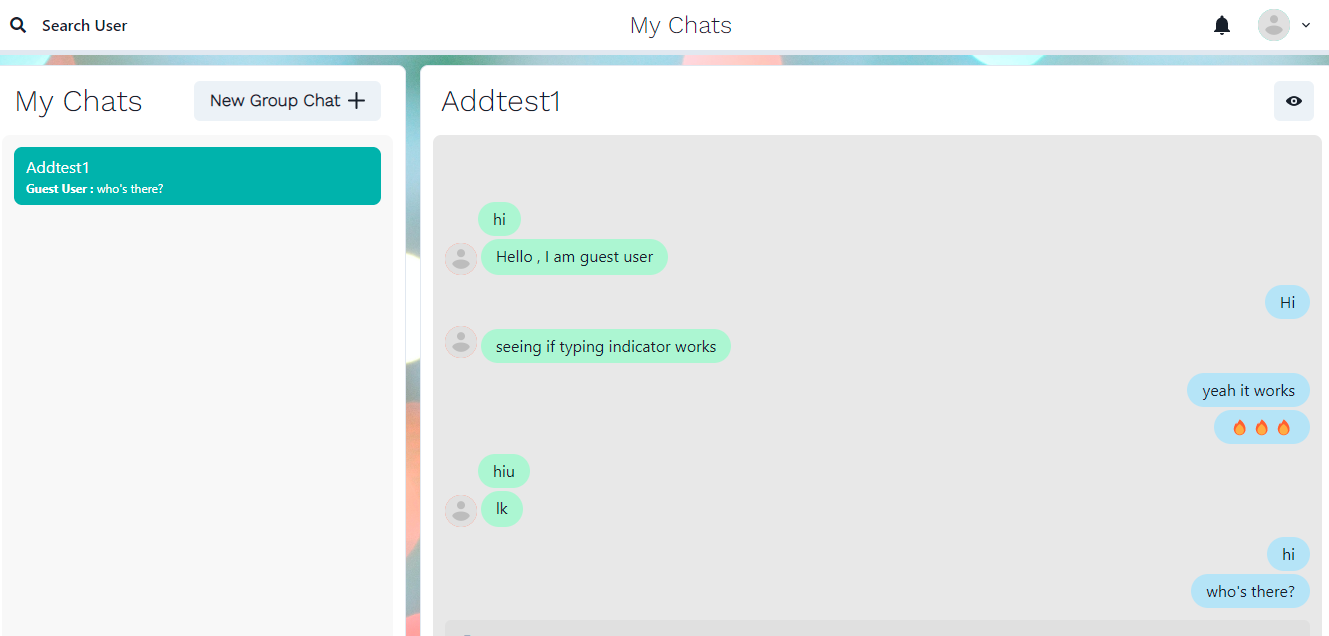 Search User
My Chats
My Chats
New Group Chat
Addtest1
Guest User : who's there?
Addtest1
hi
Hello , I am guest user
Hi
seeing if typing indicator works
yeah it works
🔥 🔥 🔥
hiu
lk
hi
who's there?